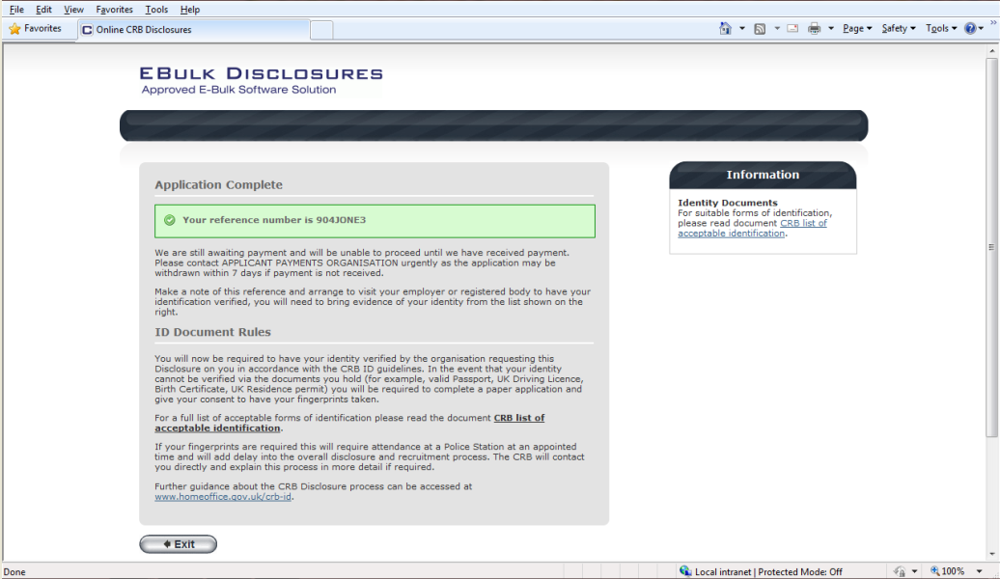 File Edit View Favorites Tools Help
Favorites Online CRB Disclosures Page Safety Tools
EBULK DISCLOSURES
Approved E-Bulk Software Solution
Application Complete
Your reference number is 904JONE3
We are still awaiting payment and will be unable to proceed until we have received payment.
Please contact APPLICANT PAYMENTS ORGANISATION urgently as the application may be
withdrawn within 7 days if payment is not received.
Make a note of this reference and arrange to visit your employer or registered body to have your
identification verified, you will need to bring evidence of your identity from the list shown on the
right.
ID Document Rules
You will now be required to have your identity verified by the organisation requesting this
Disclosure on you in accordance with the CRB ID guidelines. In the event that your identity
cannot be verified via the documents you hold (for example, valid Passport, UK Driving Licence,
Birth Certificate, UK Residence permit) you will be required to complete a paper application and
give your consent to have your fingerprints taken.
For a full list of acceptable forms of identification please read the document CRB list of
acceptable identification.
If your fingerprints are required this will require attendance at a Police Station at an appointed
time and will add delay into the overall disclosure and recruitment process. The CRB will contact
you directly and explain this process in more detail if required.
Further guidance about the CRB Disclosure process can be accessed at
www.homeoffice.gov.uk/crb-id.
Exit
Information
Identity Documents
For suitable forms of identification,
please read document CRB list of
acceptable identification.
Done Local intranet | Protected Mode: Off 100%